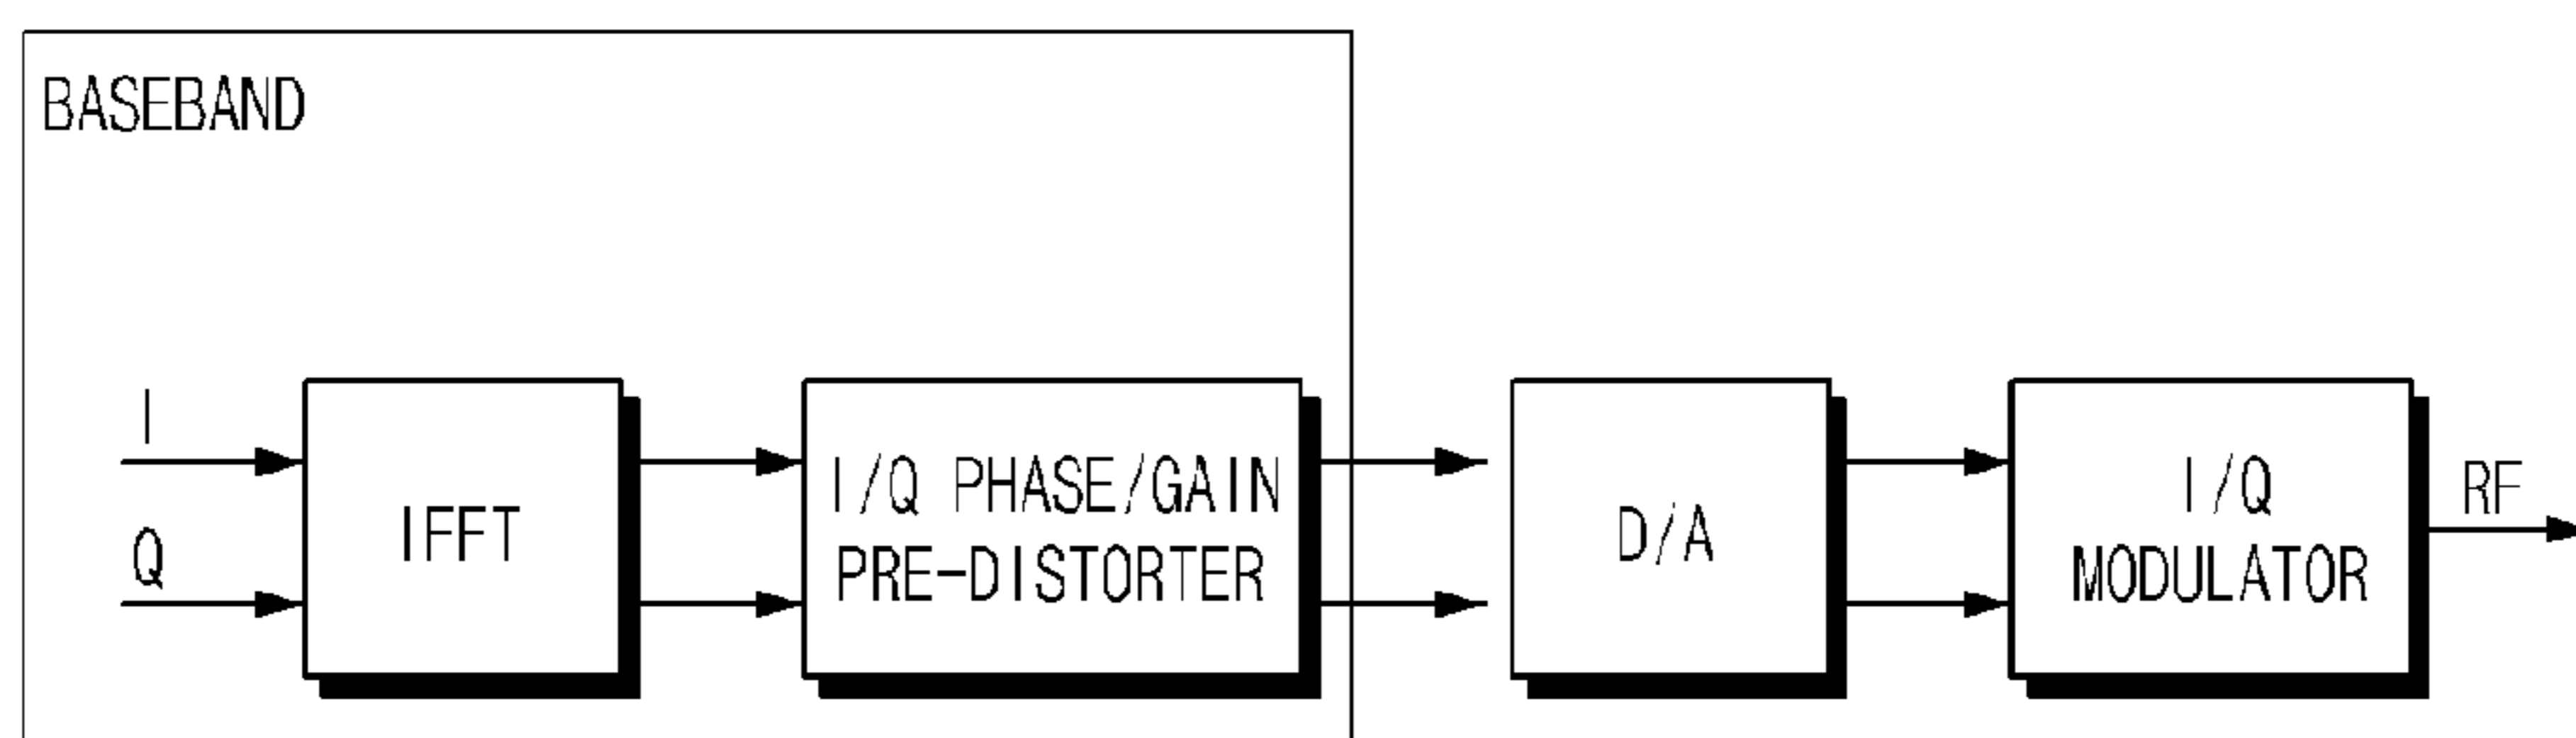 BASEBAND
I
Q
IFFT
I/Q PHASE/GAIN
PRE-DISTORTER
D/A
I/Q
MODULATOR
RF